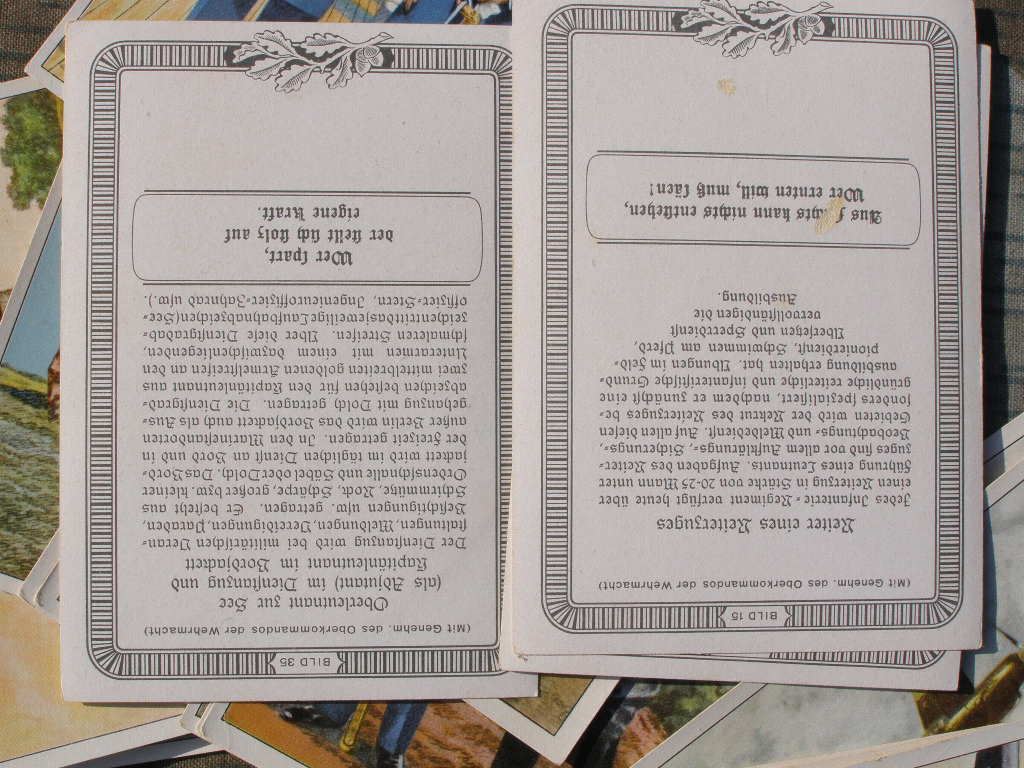 BILD 15
(Mit Genehm. des Oberkommandos der Wehrmacht)
Reiter eines Reiterzuges
Jedes Infanterie-Regiment verfügt heute über
einen Reiterzug in Stärke von 20-25 Mann unter
Führung eines Leutnants. Aufgaben des Reiter-
zuges sind vor allem Aufklärungs-, Sicherungs-,
Beobachtungs- und Meldedienst. Auf allen diesen
Gebieten wird der Rekrut des Reiterzuges be-
sonders spezialisiert, nachdem er zunächst eine
gründliche reiterliche und infanteristische Grund-
ausbildung erhalten hat. Übungen im Feld-
pionierdienst, Schwimmen am Pferd,
Übersetzen und Sperrdienst
vervollständigen die
Ausbildung.
Aus Nichts kann nichts entstehen,
Wer ernten will, muß säen!
BILD 35
(Mit Genehm. des Oberkommandos der Wehrmacht)
Oberleutnant zur See
(als Adjutant) im Dienstanzug und
Kapitänleutnant im Bordjackett
Der Dienstanzug wird bei militärischen Veran-
staltungen, Meldungen, Vereidigungen, Paraden,
Besichtigungen usw. getragen. Er besteht aus
Schirmmütze, Rock, Schärpe, großer bzw. kleiner
Ordensschnalle und Säbel oder Dolch. Das Bord-
jackett wird im täglichen Dienst an Bord und in
der Freizeit getragen. In den Marinestandorten
außer Berlin wird das Bordjackett auch als Aus-
gehanzug mit Dolch getragen. Die Dienstgrad-
abzeichen bestehen für den Kapitänleutnant aus
zwei mittelbreiten goldenen Ärmelstreifen an den
Unterarmen mit einem dazwischenliegenden,
schmaleren Streifen. Über diese Dienstgradab-
zeichen tritt das jeweilige Laufbahnabzeichen (See-
offizier-Stern, Ingenieuroffizier-Zahnrad usw.).
Wer spart,
der stellt sich stolz auf
eigene Kraft.